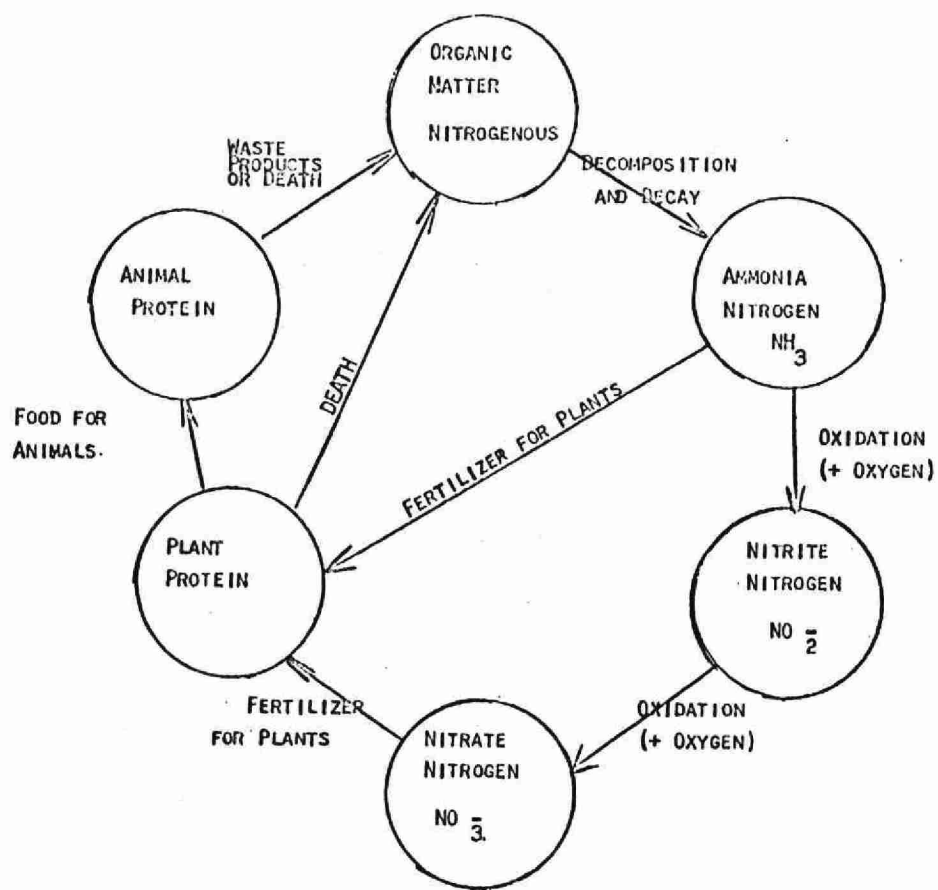 ORGANIC
MATTER
NITROGENOUS
WASTE
PRODUCTS
OR DEATH
DECOMPOSITION
AND DECAY
ANIMAL
PROTEIN
AMMONIA
NITROGEN
NH3
DEATH
FERTILIZER FOR PLANTS
FOOD FOR
ANIMALS.
OXIDATION
(+ OXYGEN)
PLANT
PROTEIN
NITRITE
NITROGEN
NO2-
FERTILIZER
FOR PLANTS
OXIDATION
(+ OXYGEN)
NITRATE
NITROGEN
NO3-.